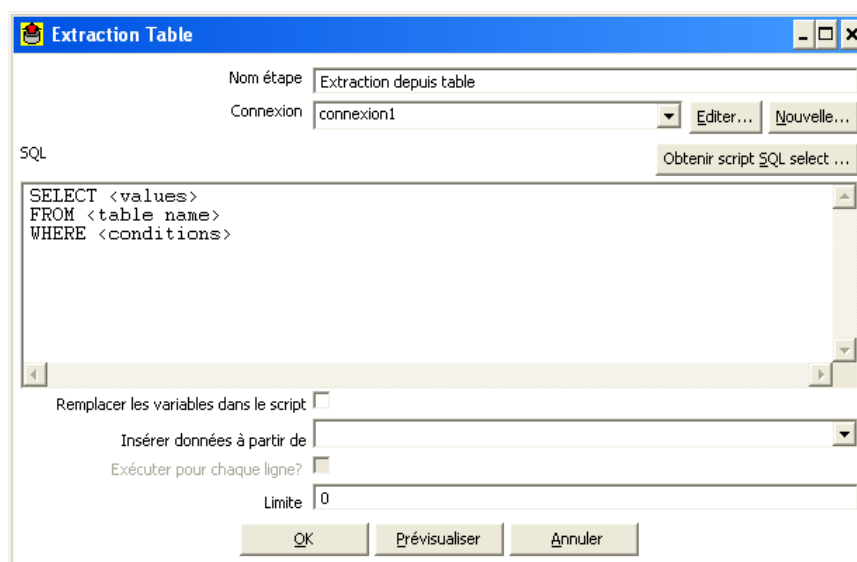 Extraction Table
Nom étape Extraction depuis table
Connexion connexion1 Editer... Nouvelle...
SQL Obtenir script SQL select ...
SELECT <values>
FROM <table name>
WHERE <conditions>
Remplacer les variables dans le script
Insérer données à partir de
Exécuter pour chaque ligne?
Limite 0
OK Prévisualiser Annuler